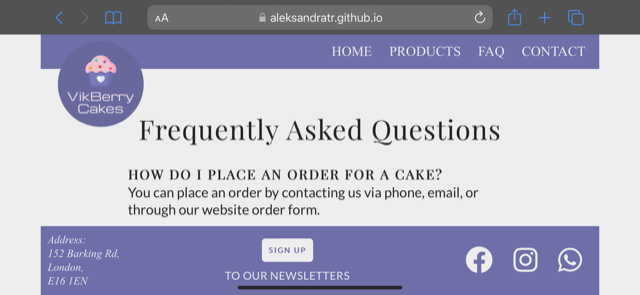 AA aleksandratr.github.io
HOME PRODUCTS FAQ CONTACT
VikBerry
Cakes
Frequently Asked Questions
HOW DO I PLACE AN ORDER FOR A CAKE?
You can place an order by contacting us via phone, email, or
through our website order form.
Address:
152 Barking Rd,
London,
E16 1EN
SIGN UP
TO OUR NEWSLETTERS